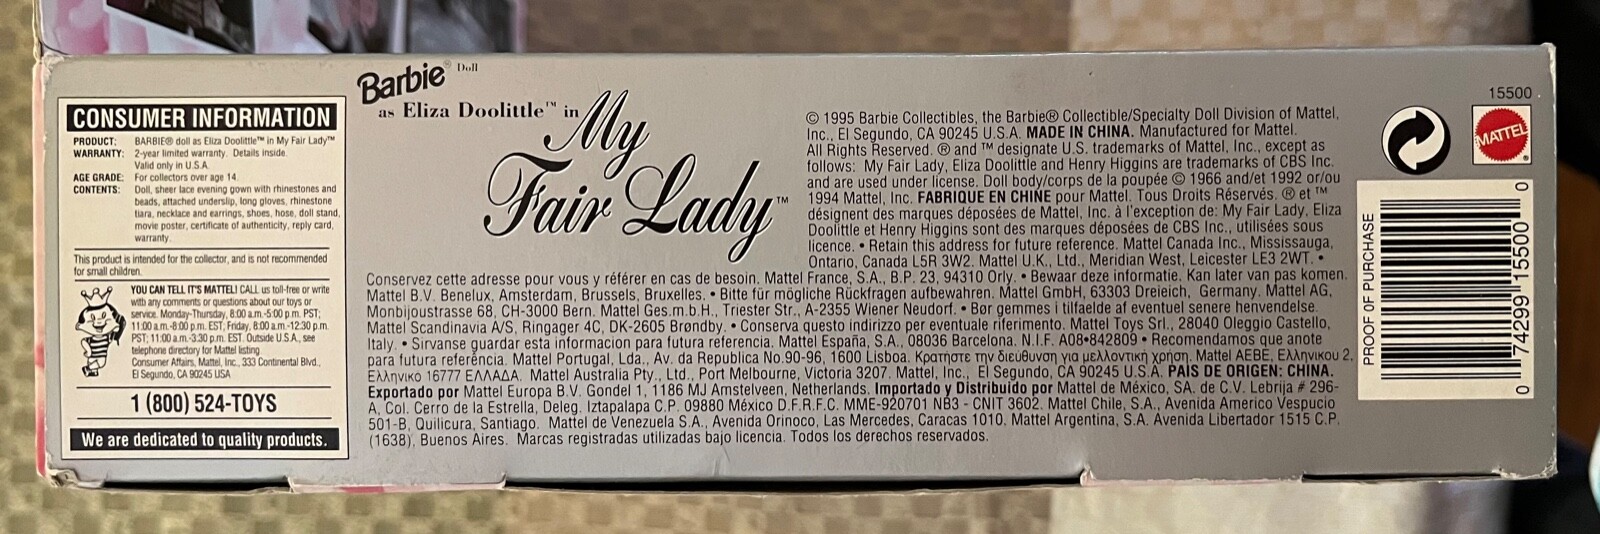 CONSUMER INFORMATION
PRODUCT: BARBIE® doll as Eliza Doolittle™ in My Fair Lady™
WARRANTY: 2-year limited warranty. Details inside.
Valid only in U.S.A.
AGE GRADE: For collectors over age 14.
CONTENTS: Doll, sheer lace evening gown with rhinestones and
beads, attached underslip, long gloves, rhinestone
tiara, necklace and earrings, shoes, hose, doll stand,
movie poster, certificate of authenticity, reply card,
warranty.
This product is intended for the collector, and is not recommended
for small children.
YOU CAN TELL IT'S MATTEL! CALL us toll-free or write
with any comments or questions about our toys or
service. Monday-Thursday, 8:00 a.m.-5:00 p.m. PST;
11:00 a.m.-8:00 p.m. EST; Friday, 8:00 a.m.-12:30 p.m.
PST; 11:00 a.m.-3:30 p.m. EST. Outside U.S.A., see
telephone directory for Mattel listing.
Consumer Affairs, Mattel, Inc., 333 Continental Blvd.,
El Segundo, CA 90245 USA
1 (800) 524-TOYS
We are dedicated to quality products.
Barbie® Doll
as Eliza Doolittle™ in
My
Fair Lady™
© 1995 Barbie Collectibles, the Barbie® Collectible/Specialty Doll Division of Mattel,
Inc., El Segundo, CA 90245 U.S.A. MADE IN CHINA. Manufactured for Mattel.
All Rights Reserved. ® and ™ designate U.S. trademarks of Mattel, Inc., except as
follows: My Fair Lady, Eliza Doolittle and Henry Higgins are trademarks of CBS Inc.
and are used under license. Doll body/corps de la poupée © 1966 and/et 1992 or/ou
1994 Mattel, Inc. FABRIQUÉ EN CHINE pour Mattel. Tous Droits Réservés. ® et ™
désignent des marques déposées de Mattel, Inc. à l'exception de: My Fair Lady, Eliza
Doolittle et Henry Higgins sont des marques déposées de CBS Inc., utilisées sous
licence. • Retain this address for future reference. Mattel Canada Inc., Mississauga,
Ontario, Canada L5R 3W2. Mattel U.K., Ltd., Meridian West, Leicester LE3 2WT. •
Conservez cette adresse pour vous y référer en cas de besoin, Mattel France, S.A., B.P. 23, 94310 Orly. • Bewaar deze informatie. Kan later van pas komen.
Mattel B.V. Benelux, Amsterdam, Brussels, Bruxelles. • Bitte für mögliche Rückfragen aufbewahren. Mattel GmbH, 63303 Dreieich, Germany. Mattel AG,
Monbijoustrasse 68, CH-3000 Bern. Mattel Ges.m.b.H., Triester Str., A-2355 Wiener Neudorf. • Bør gemmes i tilfælde af eventuel senere henvendelse.
Mattel Scandinavia A/S, Ringager 4C, DK-2605 Brøndby. • Conserva questo indirizzo per eventuale riferimento. Mattel Toys Srl., 28040 Oleggio Castello,
Italy. • Sirvanse guardar esta informacion para futura referencia. Mattel España, S.A., 08036 Barcelona. N.I.F. A08•842809 • Recomendamos que anote
para futura referência. Mattel Portugal, Lda., Av. da Republica No.90-96, 1600 Lisboa. Κρατήστε την διεύθυνση για μελλοντική χρήση. Mattel AEBE, Ελληνικου 2,
Ελληνικο 16777 ΕΛΛΑΔΑ. Mattel Australia Pty., Ltd., Port Melbourne, Victoria 3207. Mattel, Inc., El Segundo, CA 90245 U.S.A. PAIS DE ORIGEN: CHINA.
Exportado por Mattel Europa B.V. Gondel 1, 1186 MJ Amstelveen, Netherlands. Importado y Distribuido por Mattel de México, SA. de C.V. Lebrija # 296-
A, Col. Cerro de la Estrella, Deleg. Iztapalapa C.P. 09880 México D.F.R.F.C. MME-920701 NB3 - CNIT 3602. Mattel Chile, S.A., Avenida Americo Vespucio
501-B, Quilicura, Santiago. Mattel de Venezuela S.A., Avenida Orinoco, Las Mercedes, Caracas 1010. Mattel Argentina, S.A. Avenida Libertador 1515 C.P.
(1638), Buenos Aires. Marcas registradas utilizadas bajo licencia. Todos los derechos reservados.
15500
MATTEL®
PROOF OF PURCHASE
0 74299 15500 0